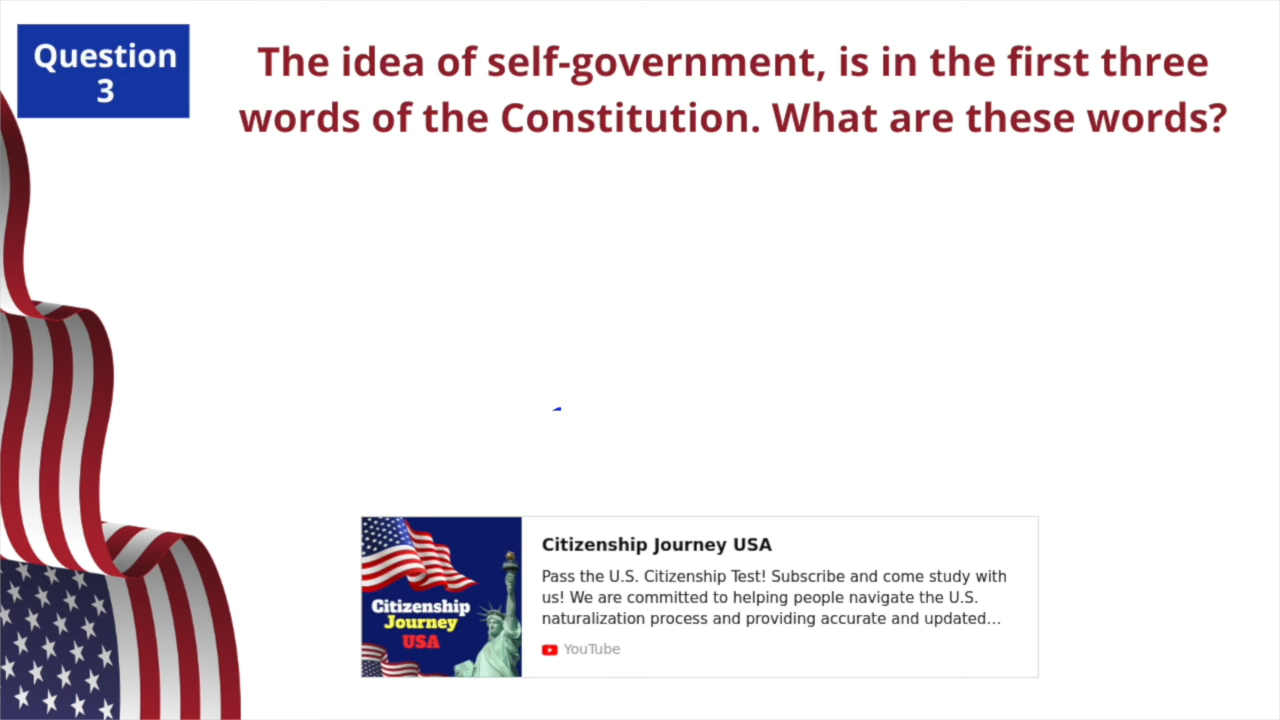 Question
3
The idea of self-government, is in the first three
words of the Constitution. What are these words?
Citizenship
Journey
USA
Citizenship Journey USA
Pass the U.S. Citizenship Test! Subscribe and come study with
us! We are committed to helping people navigate the U.S.
naturalization process and providing accurate and updated...
YouTube